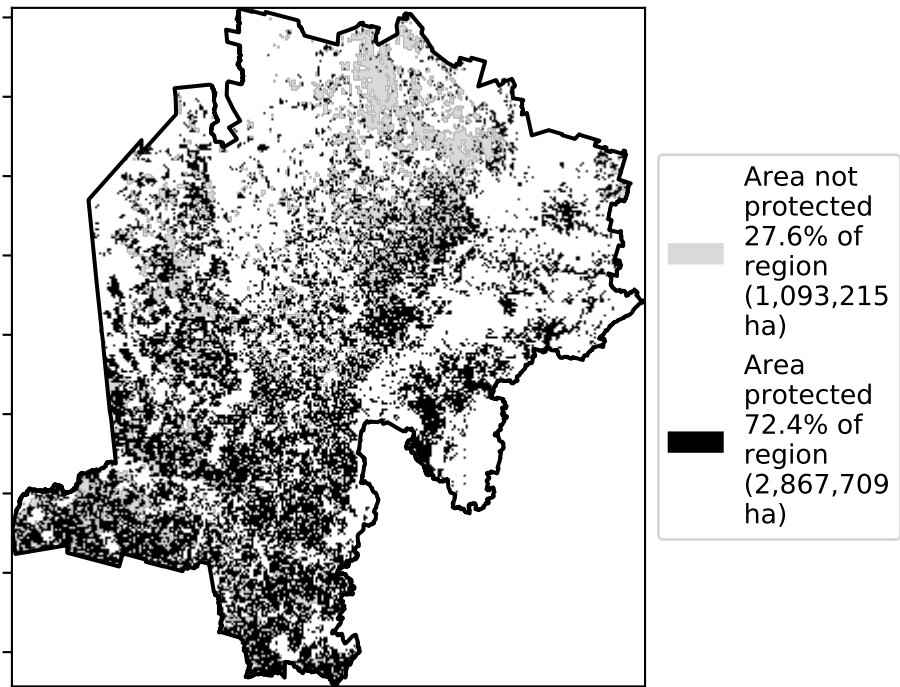 Area not
protected
27.6% of
region
(1,093,215
ha)
Area
protected
72.4% of
region
(2,867,709
ha)